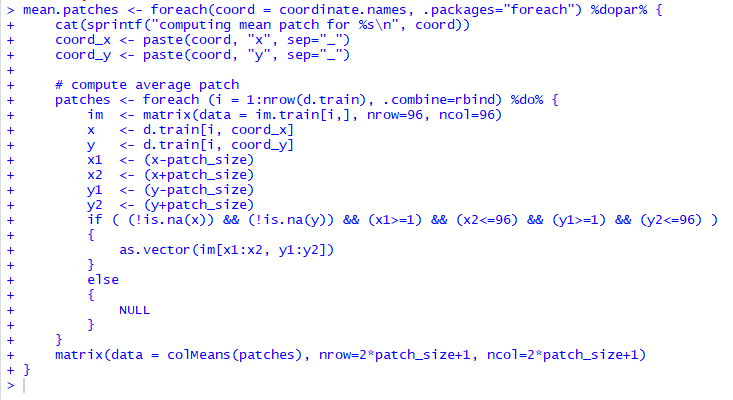 > mean.patches <- foreach(coord = coordinate.names, .packages="foreach") %dopar% {
+     cat(sprintf("computing mean patch for %s\n", coord))
+     coord_x <- paste(coord, "x", sep="_")
+     coord_y <- paste(coord, "y", sep="_")
+
+     # compute average patch
+     patches <- foreach (i = 1:nrow(d.train), .combine=rbind) %do% {
+         im  <- matrix(data = im.train[i,], nrow=96, ncol=96)
+         x   <- d.train[i, coord_x]
+         y   <- d.train[i, coord_y]
+         x1  <- (x-patch_size)
+         x2  <- (x+patch_size)
+         y1  <- (y-patch_size)
+         y2  <- (y+patch_size)
+         if ( (!is.na(x)) && (!is.na(y)) && (x1>=1) && (x2<=96) && (y1>=1) && (y2<=96) )
+         {
+             as.vector(im[x1:x2, y1:y2])
+         }
+         else
+         {
+             NULL
+         }
+     }
+     matrix(data = colMeans(patches), nrow=2*patch_size+1, ncol=2*patch_size+1)
+ }
>